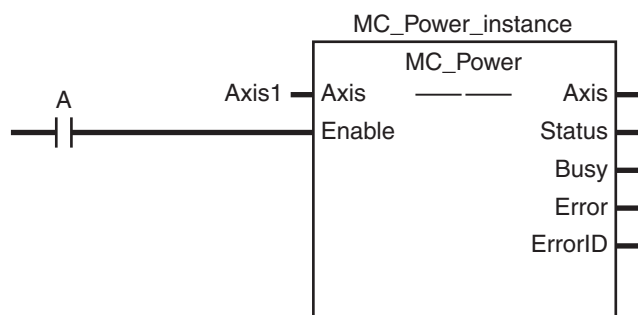 MC_Power_instance
MC_Power
A
Axis1 Axis Axis
Enable Status
Busy
Error
ErrorID